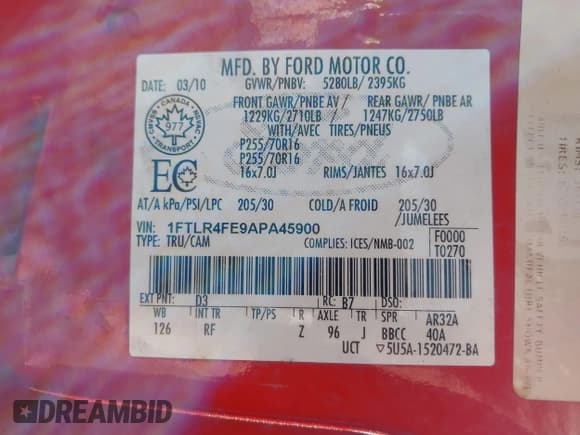 MFD. BY FORD MOTOR CO.
DATE: 03/10 GVWR/PNBV: 5280LB/ 2395KG
FRONT GAWR/PNBE AV REAR GAWR/ PNBE AR
1229KG/2710LB 1247KG/2750LB
WITH/AVEC TIRES/PNEUS
P255/70R16
P255/70R16
16x7.0J RIMS/JANTES 16x7.0J
CANADA
977
TRANSPORT
EC
AT/A kPa/PSI/LPC 205/30 COLD/A FROID 205/30
/JUMELEES
VIN: 1FTLR4FE9APA45900
TYPE: TRU/CAM COMPLIES: ICES/NMB-002
F0000
T0270
EXT PNT: D3 RC: B7 DSO:
WB INT TR TP/PS R AXLE TR SPR AR32A
126 RF Z 96 J BBCC 40A
UCT ▽5U5A-1520472-BA
DREAMBID